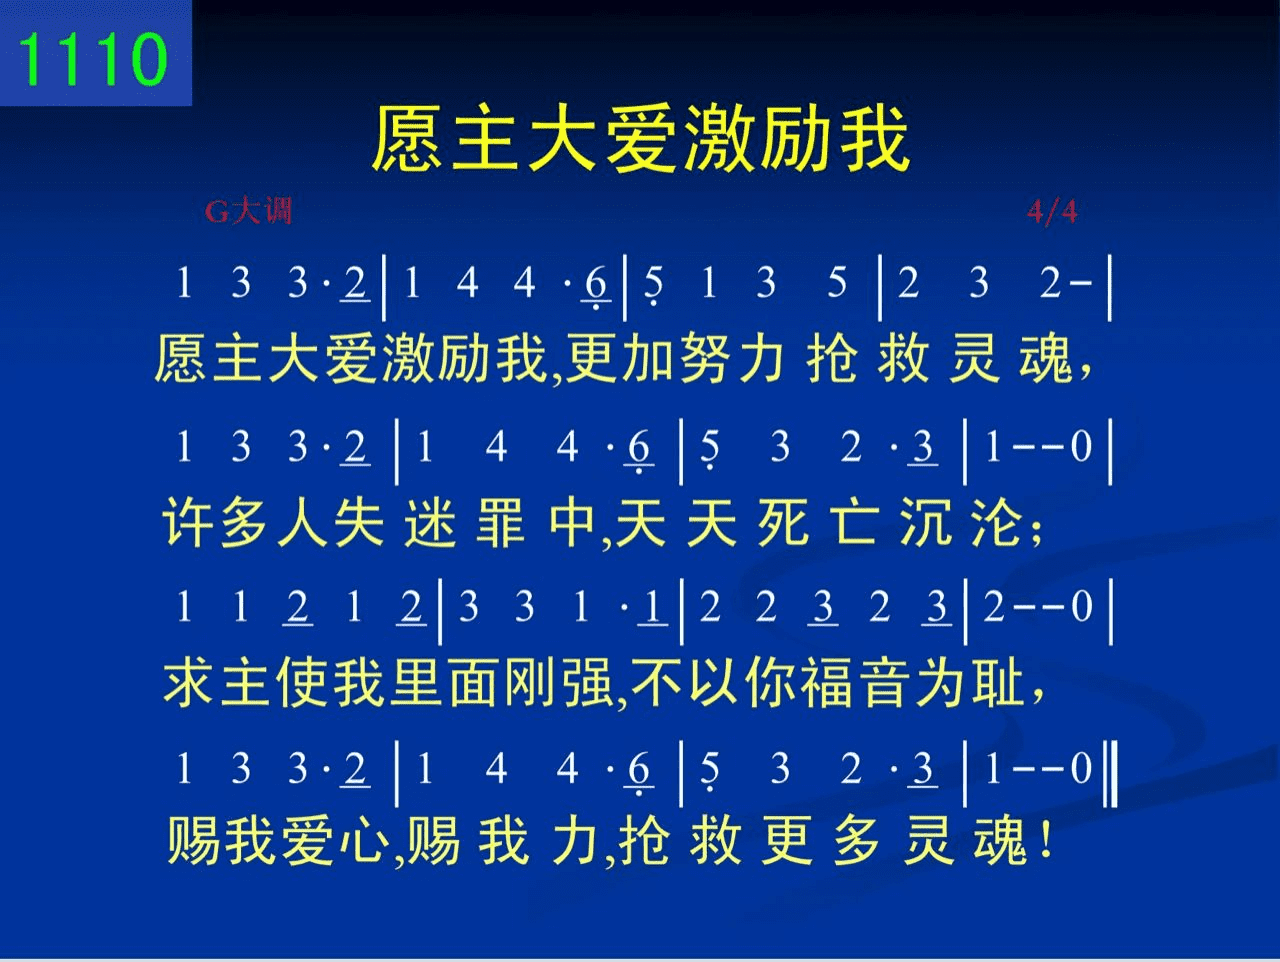 1110
愿主大爱激励我
G大调 4/4
1 3 3·2|1 4 4·6̣|5̣ 1 3 5|2 3 2-|
愿主大爱激励我,更加努力抢救灵魂，
1 3 3·2|1 4 4·6̣|5̣ 3 2·3|1--0|
许多人失迷罪中,天天死亡沉沦；
1 1 2 1 2|3 3 1·1|2 2 3 2 3|2--0|
求主使我里面刚强,不以你福音为耻，
1 3 3·2|1 4 4·6̣|5̣ 3 2·3|1--0‖
赐我爱心,赐我力,抢救更多灵魂！